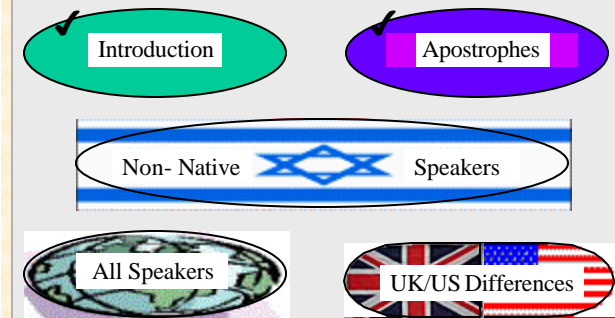 Introduction
Apostrophes
Non- Native Speakers
All Speakers
UK/US Differences